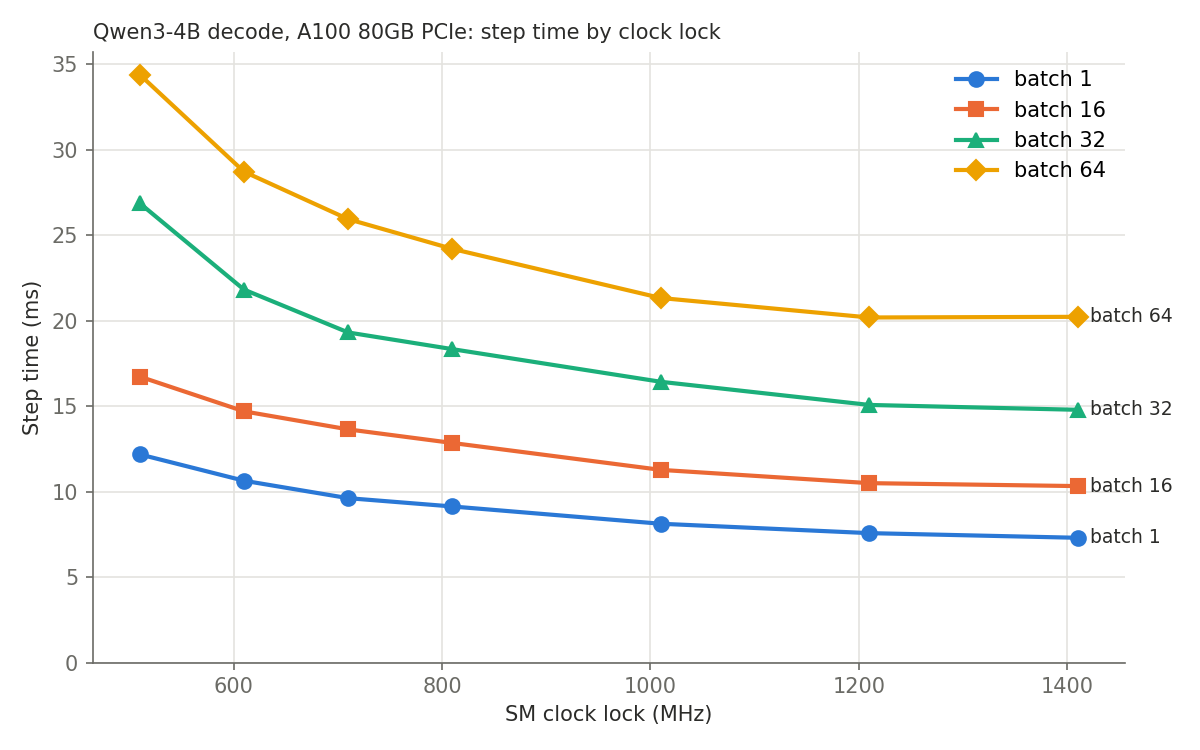 Qwen3-4B decode, A100 80GB PCIe: step time by clock lock
batch 1
batch 16
batch 32
batch 64
35
30
25
20
15
10
5
0
Step time (ms)
batch 64
batch 32
batch 16
batch 1
600
800
1000
1200
1400
SM clock lock (MHz)